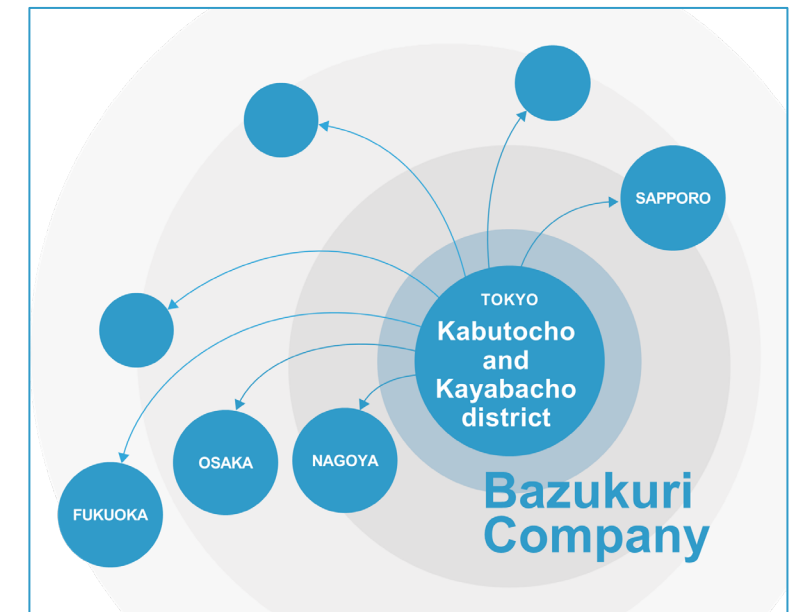 SAPPORO
TOKYO
Kabutocho
and
Kayabacho
district
NAGOYA
OSAKA
FUKUOKA
Bazukuri
Company